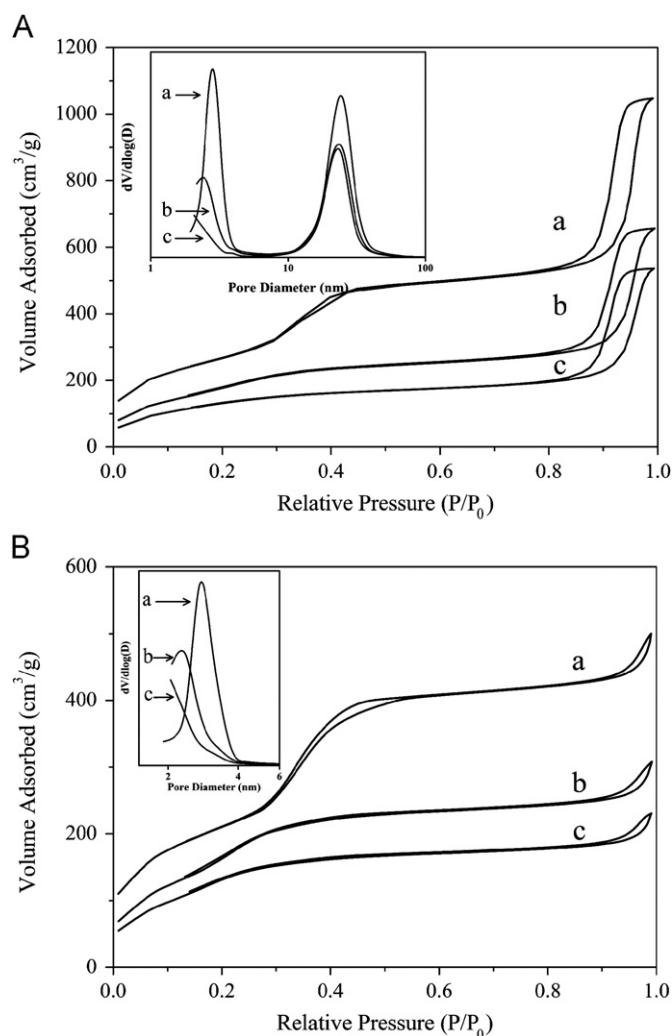 A
1200
1000
800
600
400
200
0
Volume Adsorbed (cm³/g)
0.0 0.2 0.4 0.6 0.8 1.0
Relative Pressure (P/P₀)
a
b
c
dV/dlog(D)
a
b
c
1 10 100
Pore Diameter (nm)
B
600
400
200
0
Volume Adsorbed (cm³/g)
0.0 0.2 0.4 0.6 0.8 1.0
Relative Pressure (P/P₀)
a
b
c
dV/dlog(D)
a
b
c
2 4 6
Pore Diameter (nm)